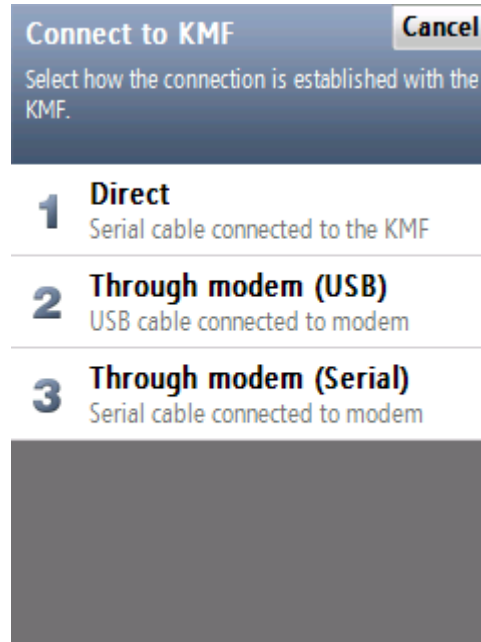 Connect to KMF
Cancel
Select how the connection is established with the
KMF.
1 Direct
Serial cable connected to the KMF
2 Through modem (USB)
USB cable connected to modem
3 Through modem (Serial)
Serial cable connected to modem